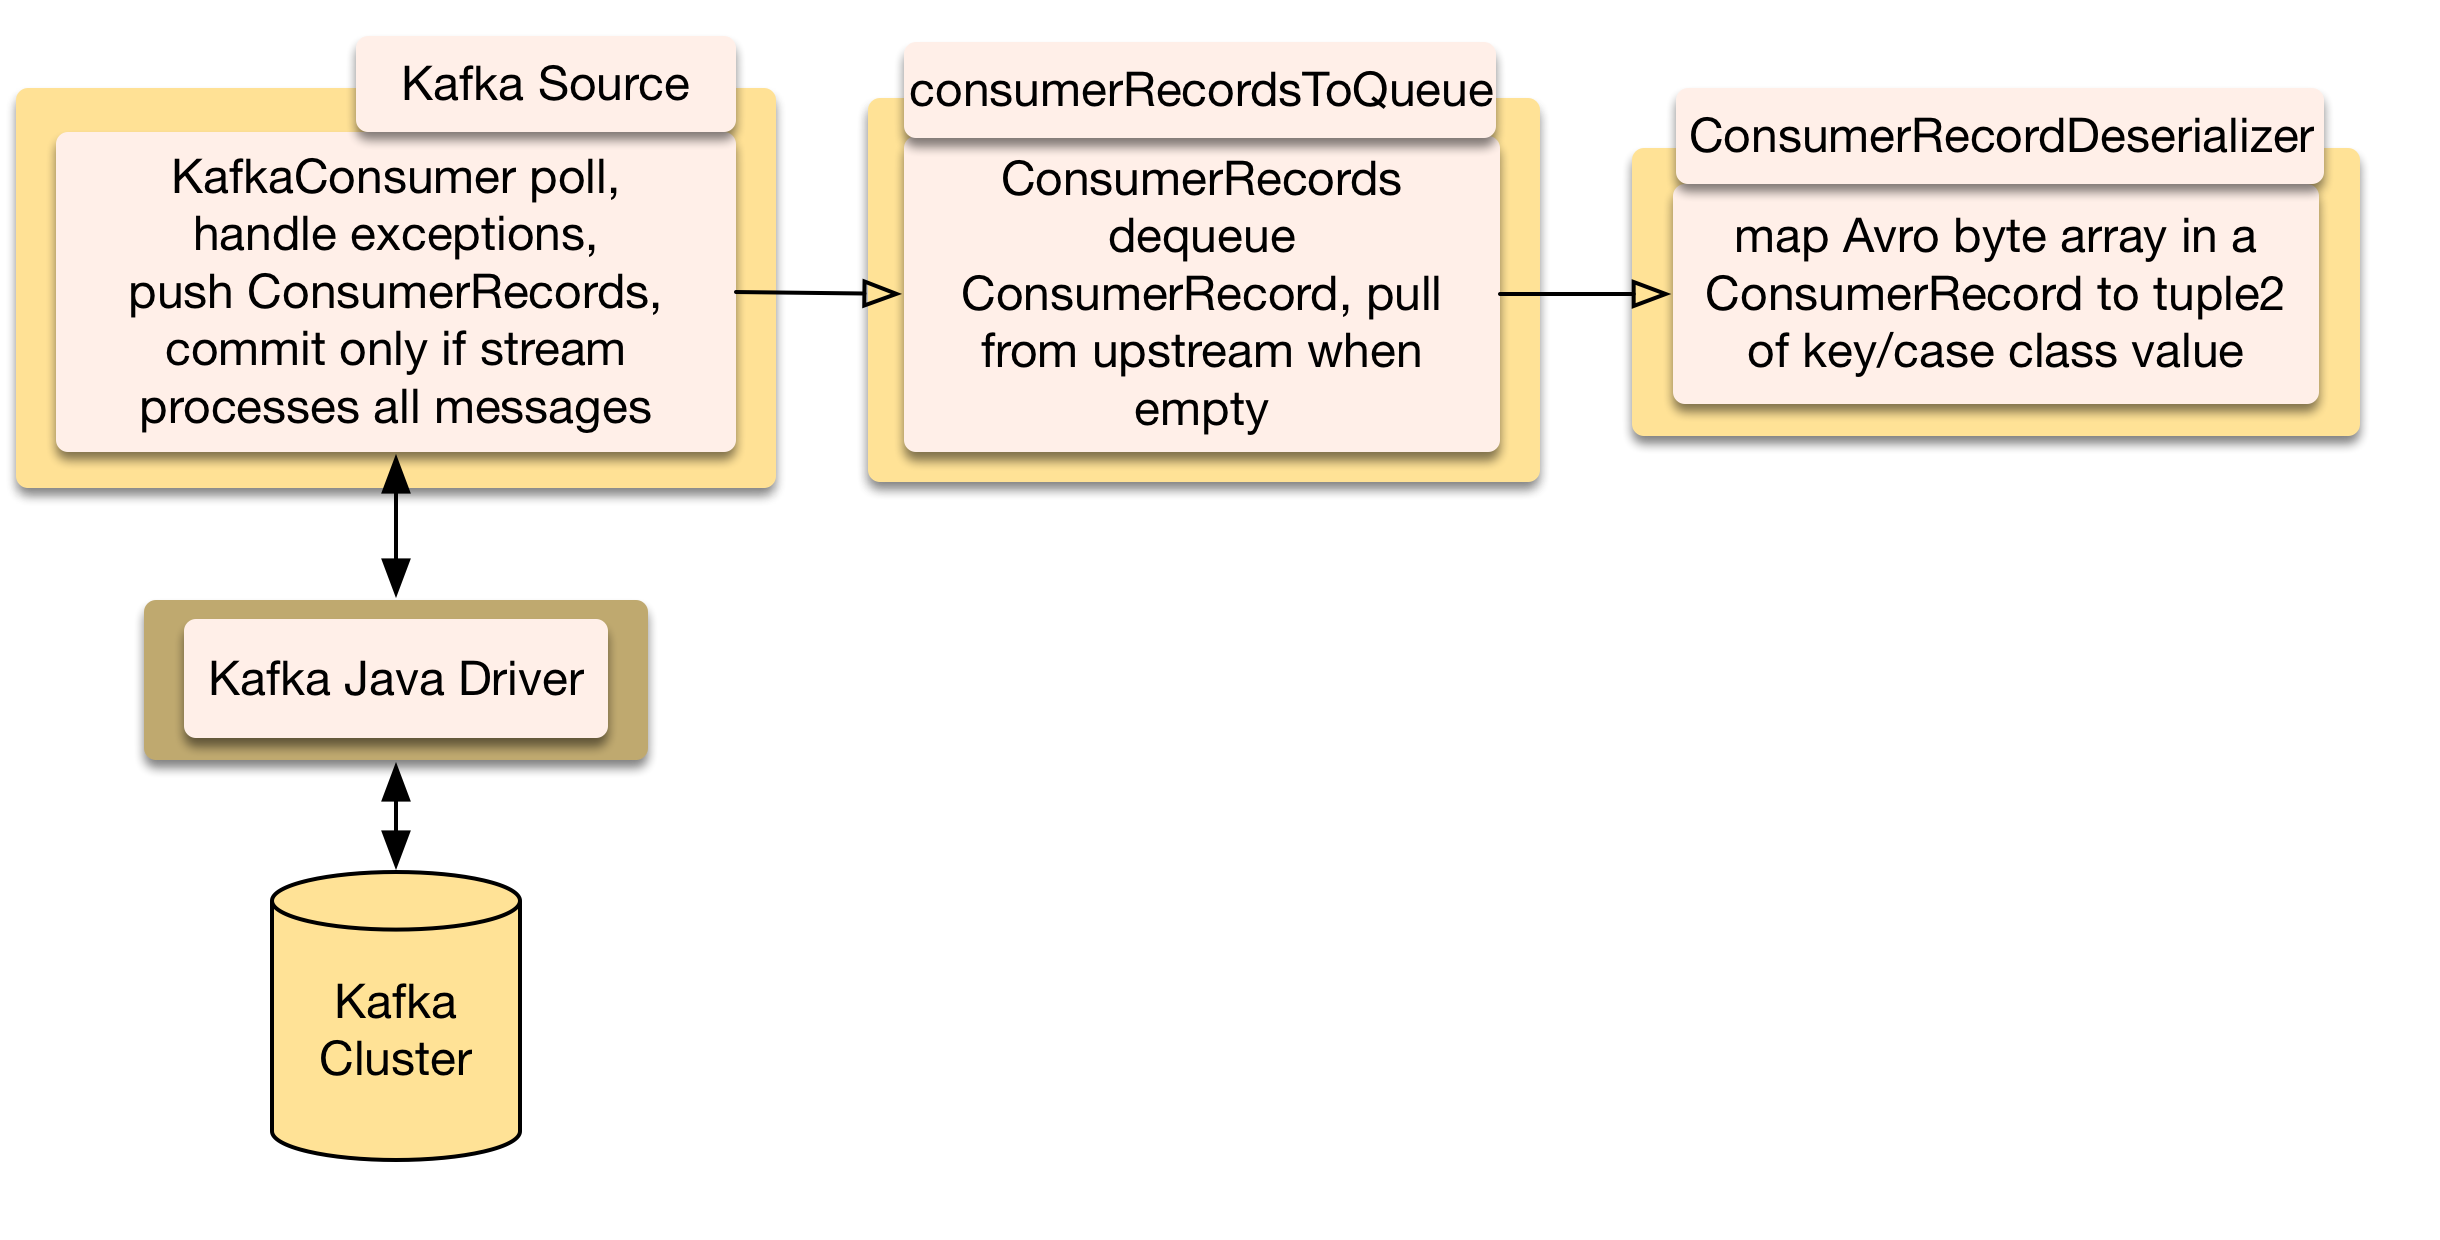 Kafka Source
KafkaConsumer poll,
handle exceptions,
push ConsumerRecords,
commit only if stream
processes all messages
consumerRecordsToQueue
ConsumerRecords
dequeue
ConsumerRecord, pull
from upstream when
empty
ConsumerRecordDeserializer
map Avro byte array in a
ConsumerRecord to tuple2
of key/case class value
Kafka Java Driver
Kafka
Cluster